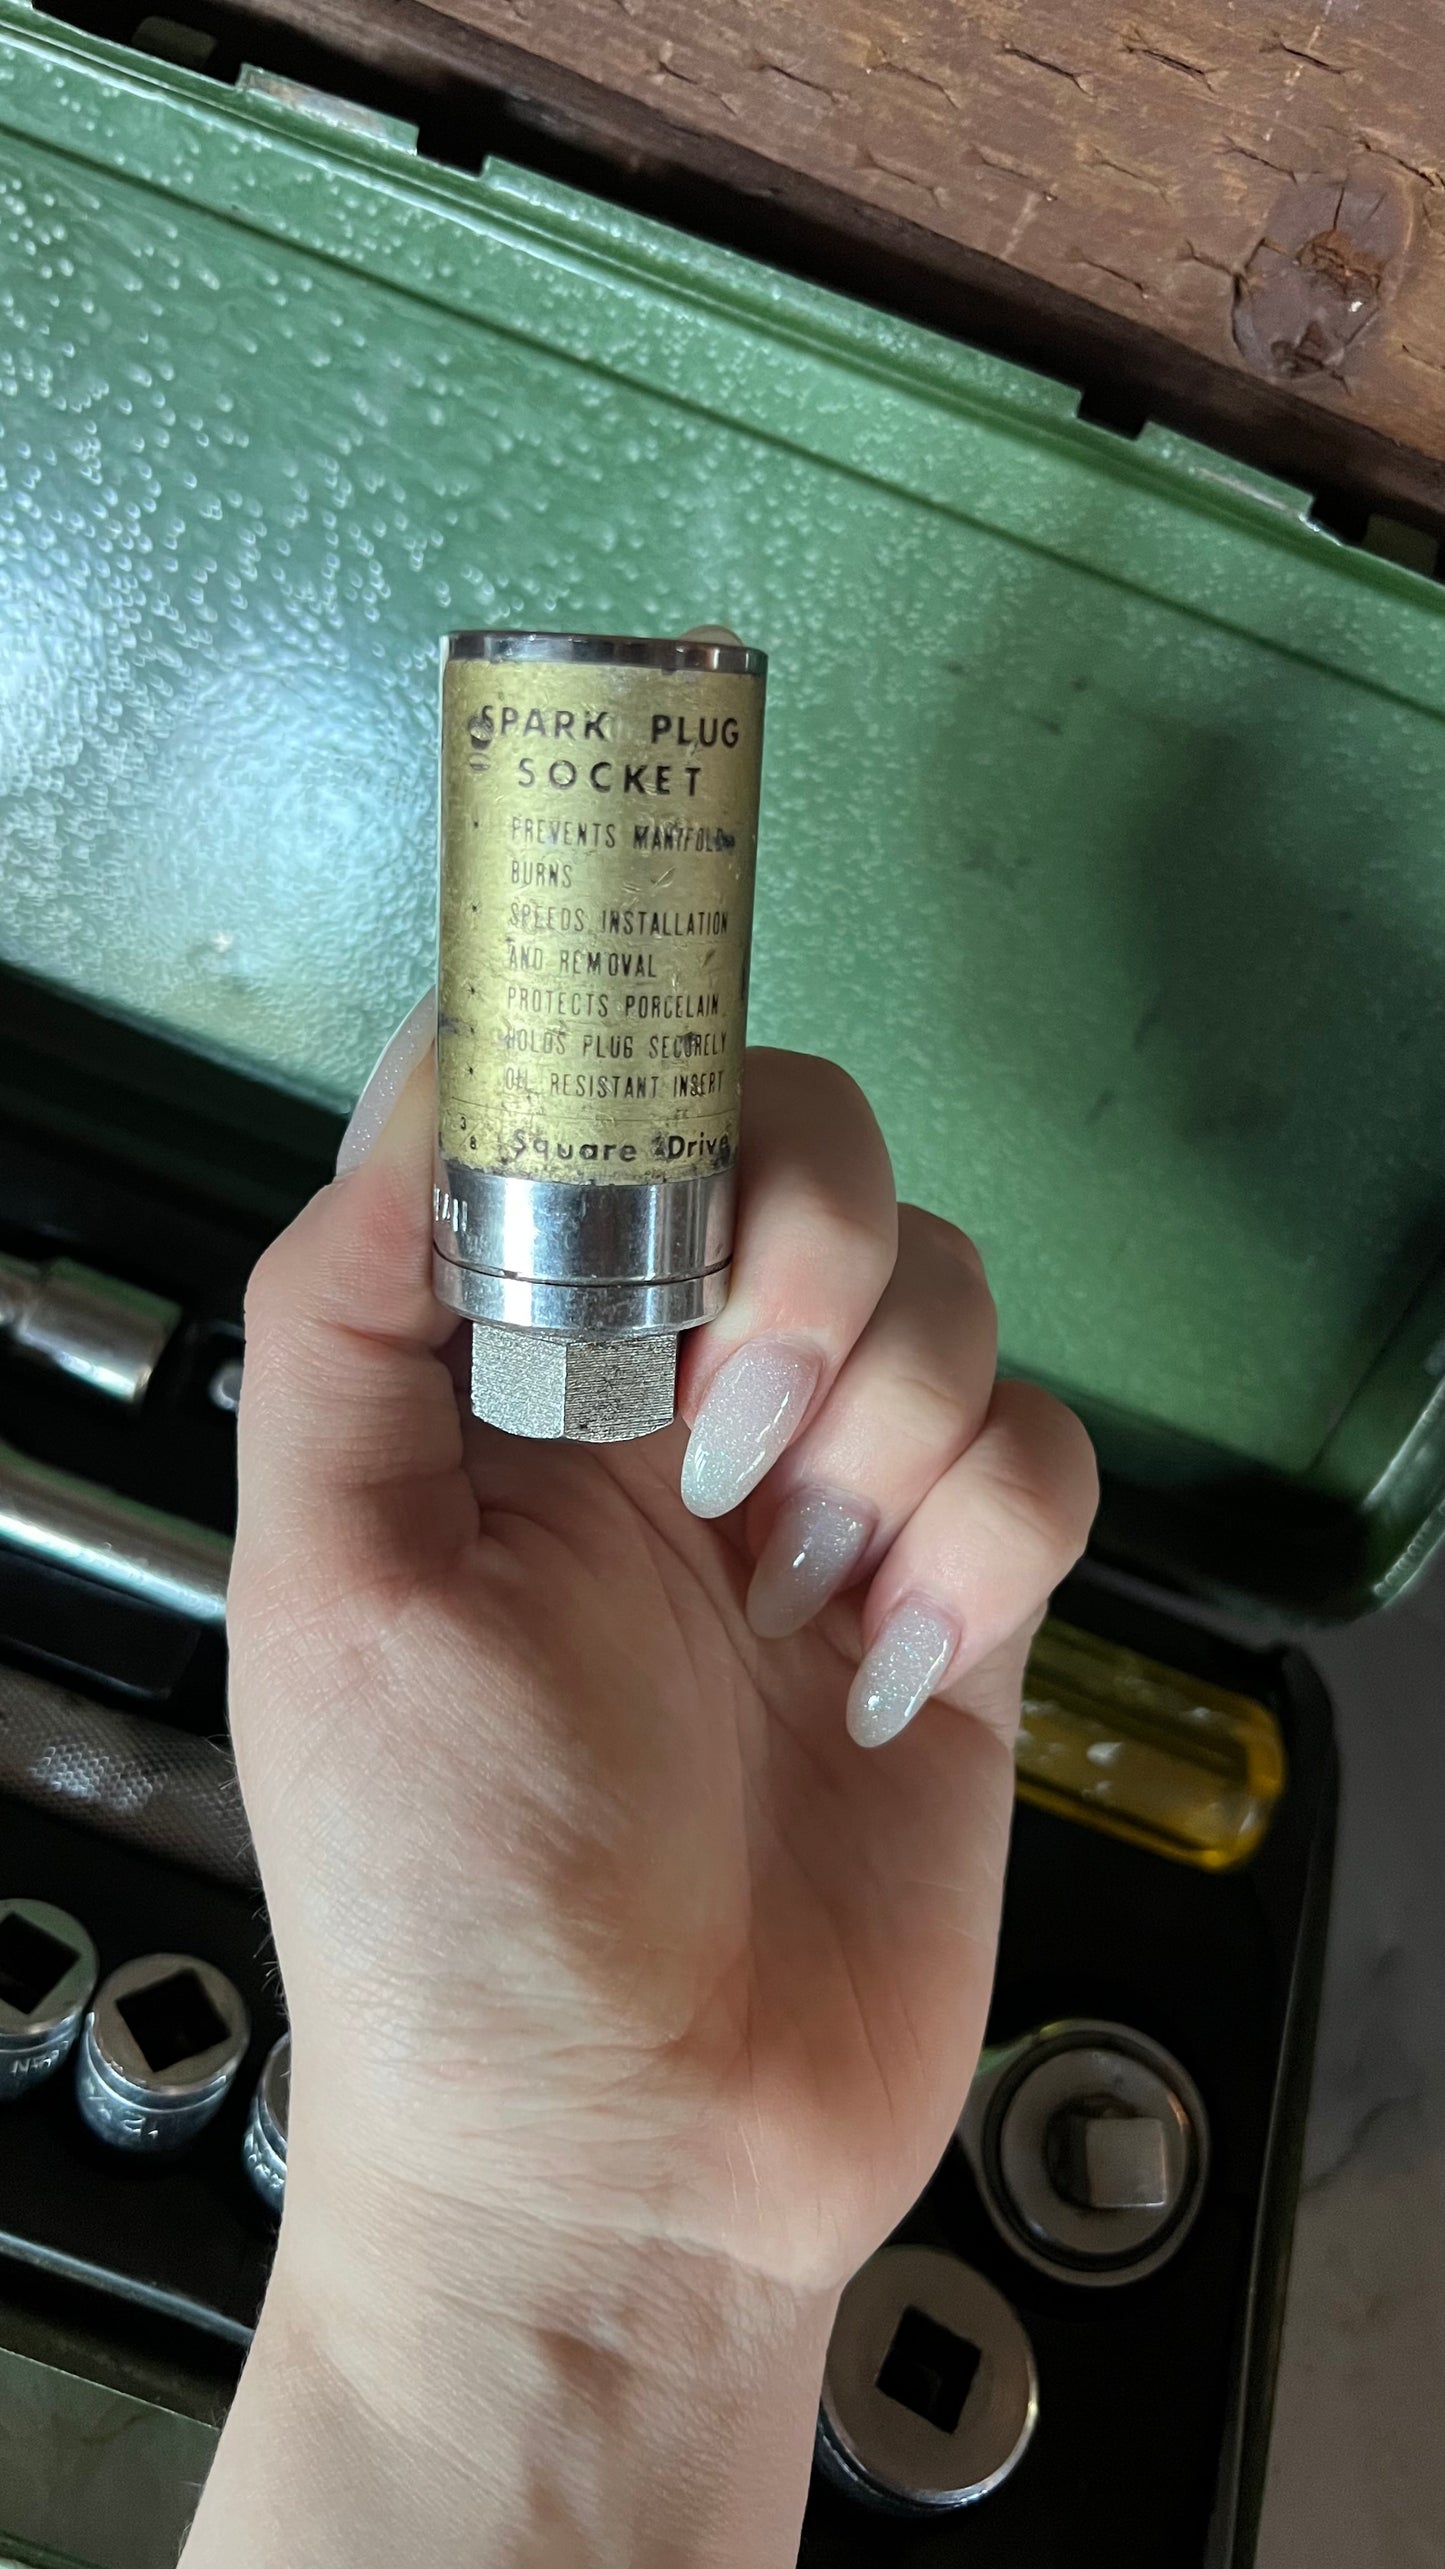 SPARK PLUG
SOCKET
* PREVENTS MANIFOLD
BURNS
* SPEEDS INSTALLATION
AND REMOVAL
* PROTECTS PORCELAIN
* HOLDS PLUG SECURELY
* OIL RESISTANT INSERT
3/8 Square Drive